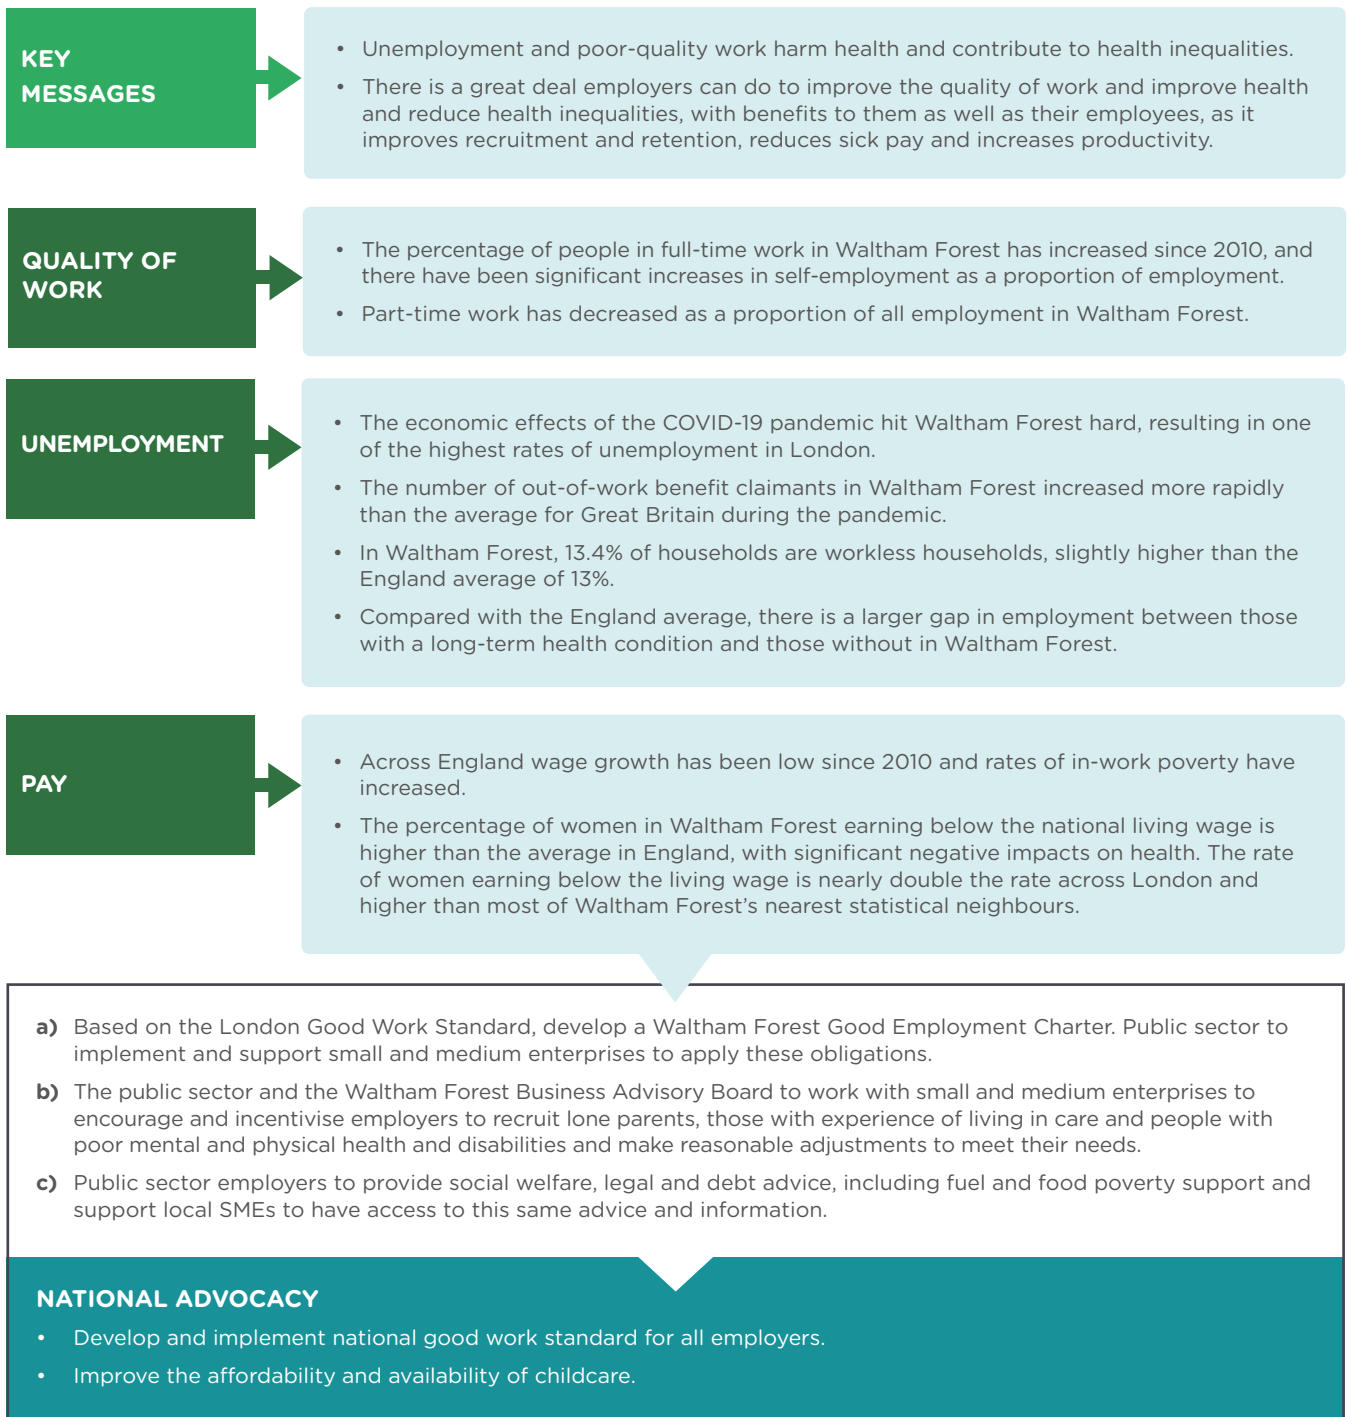 KEY
MESSAGES
• Unemployment and poor-quality work harm health and contribute to health inequalities.
• There is a great deal employers can do to improve the quality of work and improve health
and reduce health inequalities, with benefits to them as well as their employees, as it
improves recruitment and retention, reduces sick pay and increases productivity.
QUALITY OF
WORK
• The percentage of people in full-time work in Waltham Forest has increased since 2010, and
there have been significant increases in self-employment as a proportion of employment.
• Part-time work has decreased as a proportion of all employment in Waltham Forest.
UNEMPLOYMENT
• The economic effects of the COVID-19 pandemic hit Waltham Forest hard, resulting in one
of the highest rates of unemployment in London.
• The number of out-of-work benefit claimants in Waltham Forest increased more rapidly
than the average for Great Britain during the pandemic.
• In Waltham Forest, 13.4% of households are workless households, slightly higher than the
England average of 13%.
• Compared with the England average, there is a larger gap in employment between those
with a long-term health condition and those without in Waltham Forest.
PAY
• Across England wage growth has been low since 2010 and rates of in-work poverty have
increased.
• The percentage of women in Waltham Forest earning below the national living wage is
higher than the average in England, with significant negative impacts on health. The rate
of women earning below the living wage is nearly double the rate across London and
higher than most of Waltham Forest’s nearest statistical neighbours.
a) Based on the London Good Work Standard, develop a Waltham Forest Good Employment Charter. Public sector to
implement and support small and medium enterprises to apply these obligations.
b) The public sector and the Waltham Forest Business Advisory Board to work with small and medium enterprises to
encourage and incentivise employers to recruit lone parents, those with experience of living in care and people with
poor mental and physical health and disabilities and make reasonable adjustments to meet their needs.
c) Public sector employers to provide social welfare, legal and debt advice, including fuel and food poverty support and
support local SMEs to have access to this same advice and information.
NATIONAL ADVOCACY
• Develop and implement national good work standard for all employers.
• Improve the affordability and availability of childcare.